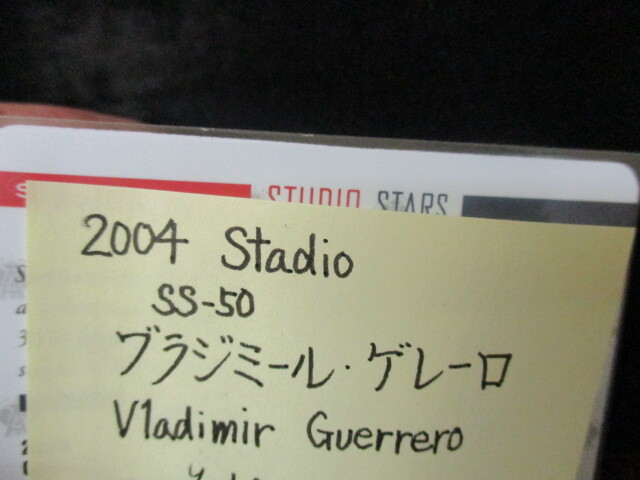 STUDIO STARS
2004 Stadio
SS-50
ブラジミール・ゲレーロ
Vladimir Guerrero